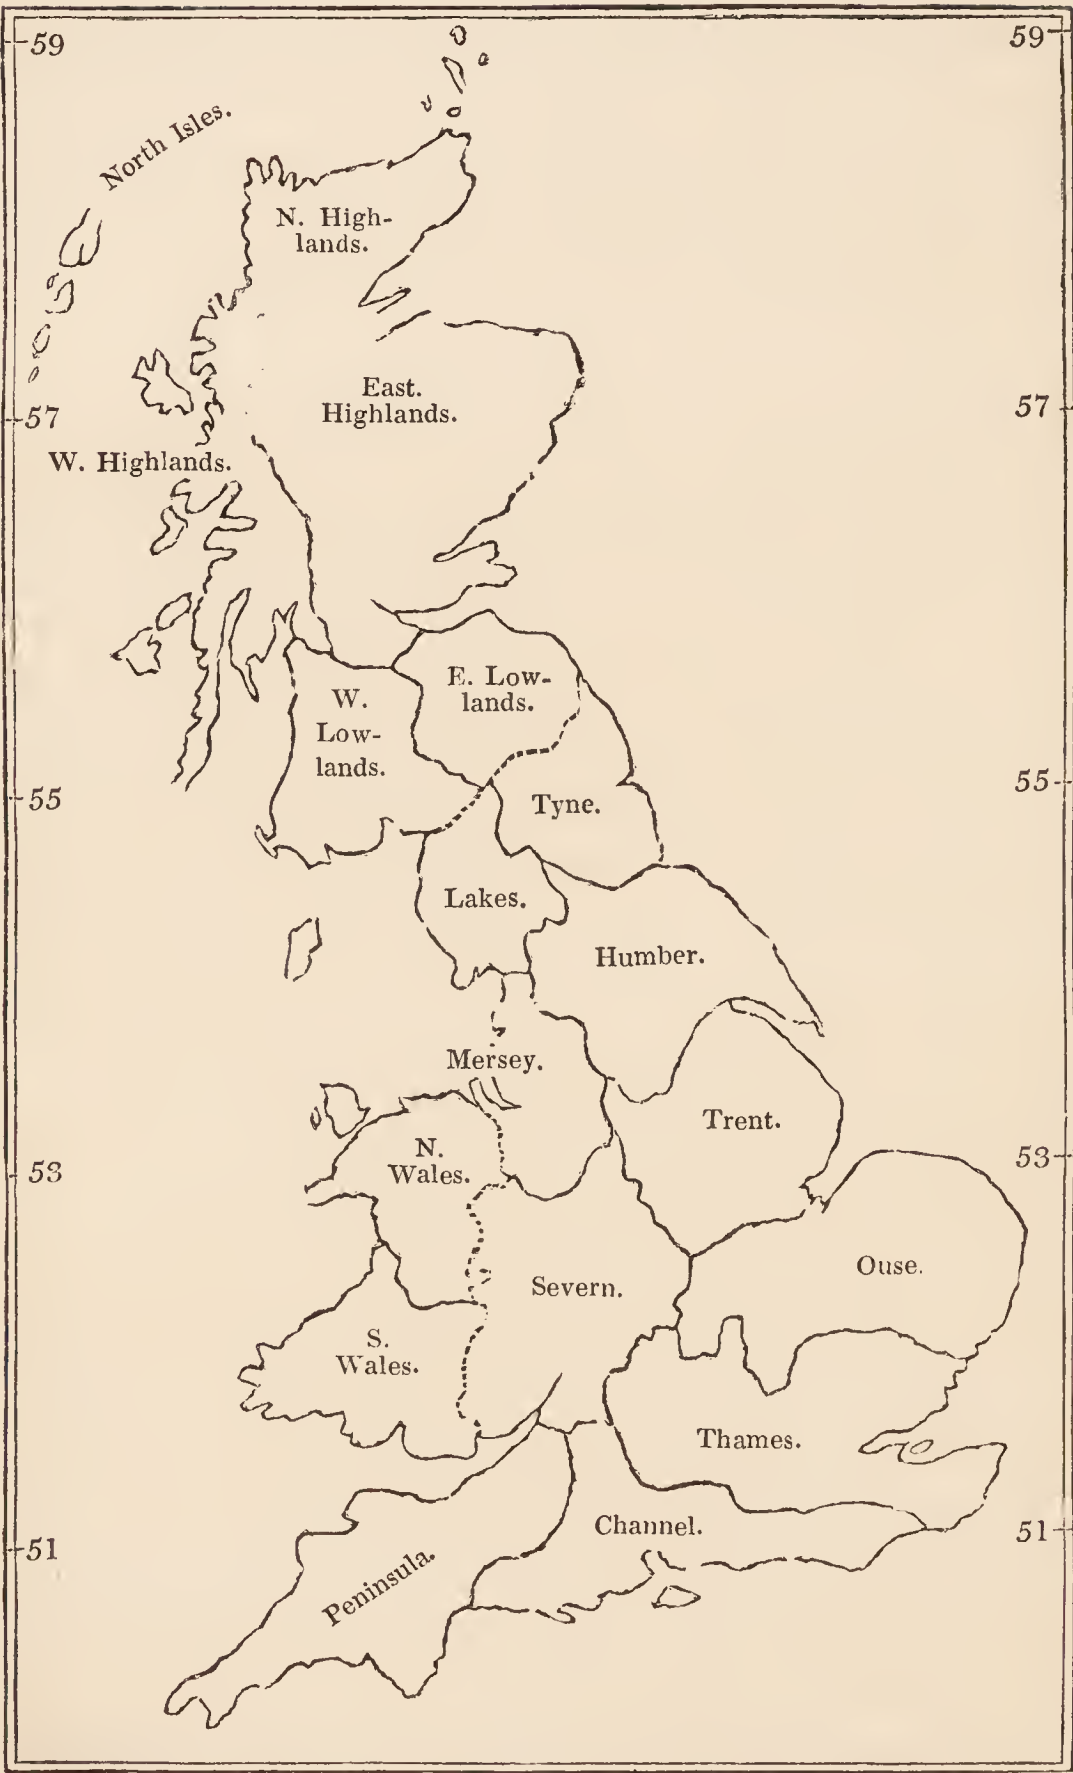 59
59
North Isles.
N. High-
lands.
East.
Highlands.
57
57
W. Highlands.
E. Low-
lands.
W.
Low-
lands.
55
55
Tyne.
Lakes.
Humber.
Mersey.
Trent.
N.
Wales.
53
53
Ouse.
Severn.
S.
Wales.
Thames.
Channel.
51
51
Peninsula.